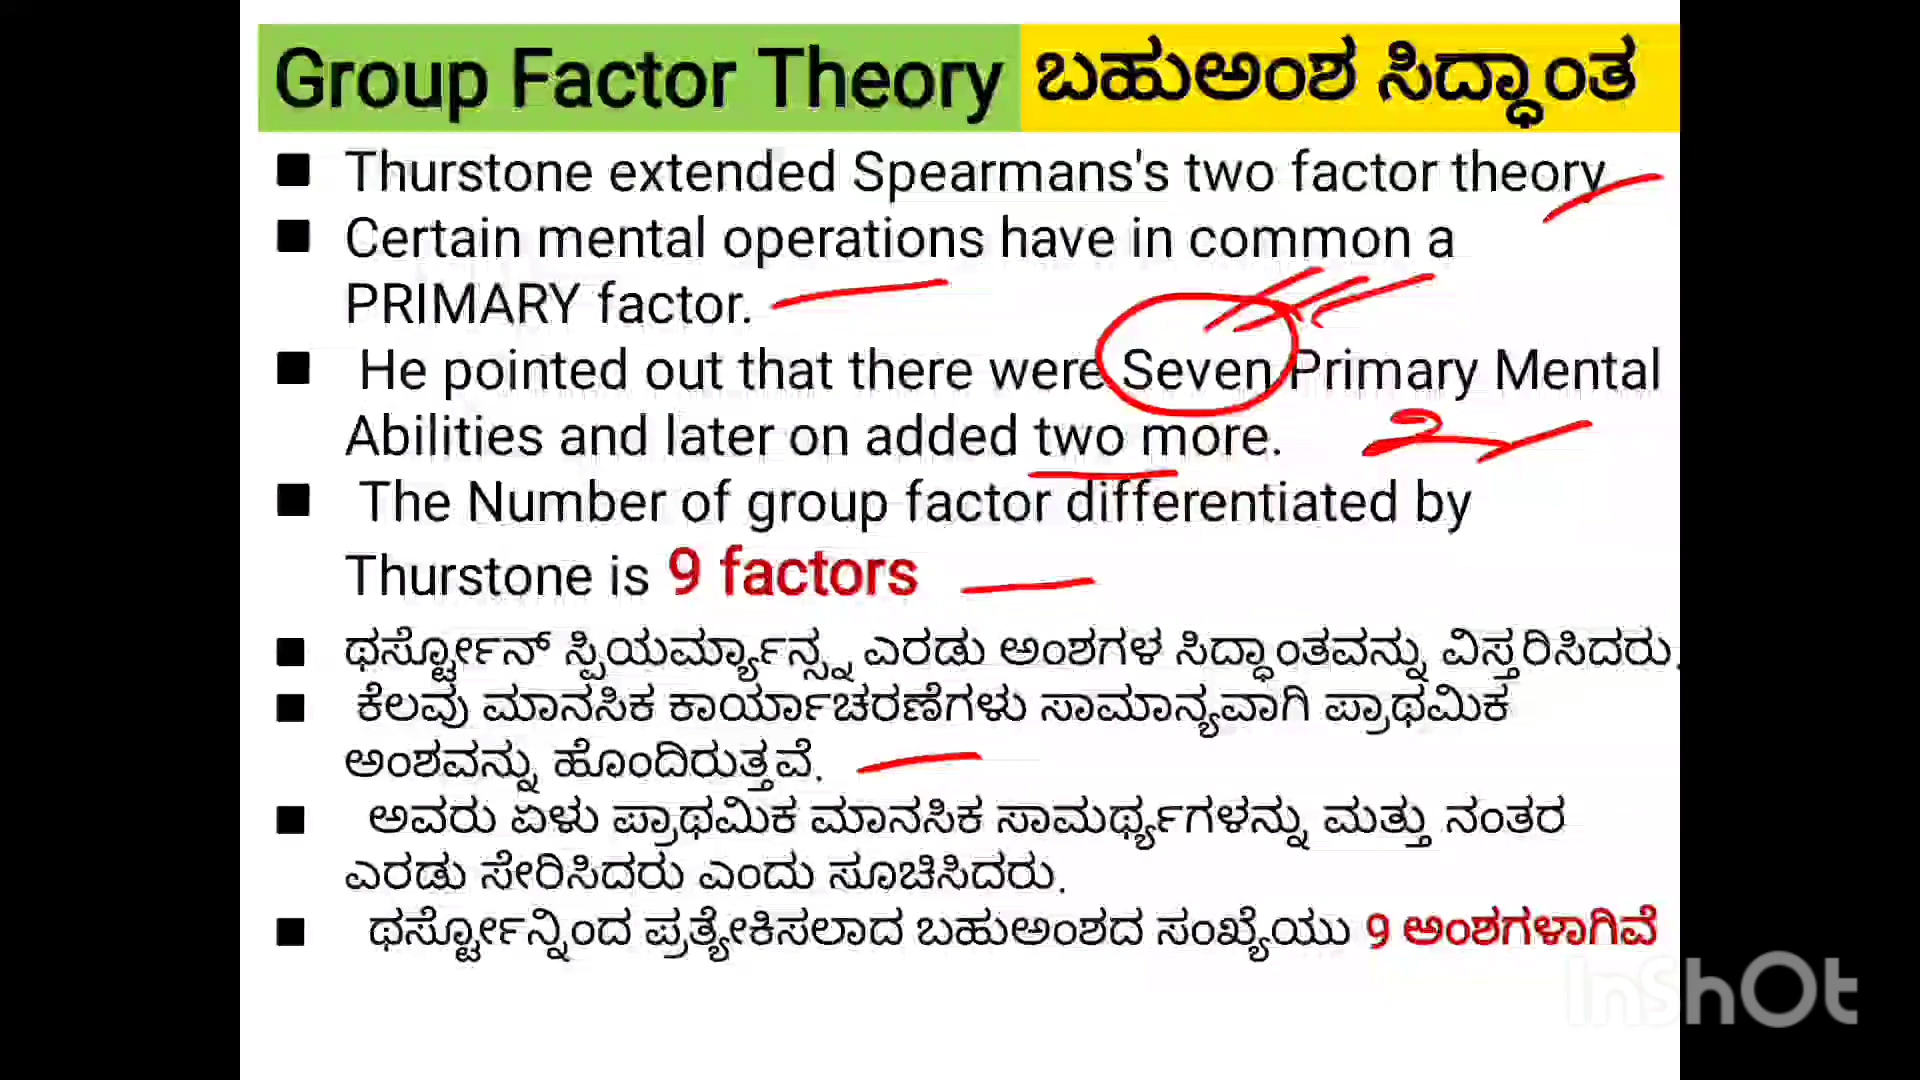 Group Factor Theory ಬಹುಅಂಶ ಸಿದ್ಧಾಂತ
■ Thurstone extended Spearmans's two factor theory
■ Certain mental operations have in common a
PRIMARY factor.
■ He pointed out that there were Seven Primary Mental
Abilities and later on added two more. 2
■ The Number of group factor differentiated by
Thurstone is 9 factors
■ ಥರ್ಸ್ಟೋನ್ ಸ್ಪಿಯರ್ಮ್ಯಾನ್ಸ್ನ ಎರಡು ಅಂಶಗಳ ಸಿದ್ಧಾಂತವನ್ನು ವಿಸ್ತರಿಸಿದರು.
■ ಕೆಲವು ಮಾನಸಿಕ ಕಾರ್ಯಾಚರಣೆಗಳು ಸಾಮಾನ್ಯವಾಗಿ ಪ್ರಾಥಮಿಕ
ಅಂಶವನ್ನು ಹೊಂದಿರುತ್ತವೆ.
■ ಅವರು ಏಳು ಪ್ರಾಥಮಿಕ ಮಾನಸಿಕ ಸಾಮರ್ಥ್ಯಗಳನ್ನು ಮತ್ತು ನಂತರ
ಎರಡು ಸೇರಿಸಿದರು ಎಂದು ಸೂಚಿಸಿದರು.
■ ಥರ್ಸ್ಟೋನ್ನಿಂದ ಪ್ರತ್ಯೇಕಿಸಲಾದ ಬಹುಅಂಶದ ಸಂಖ್ಯೆಯು 9 ಅಂಶಗಳಾಗಿವೆ
InShOt